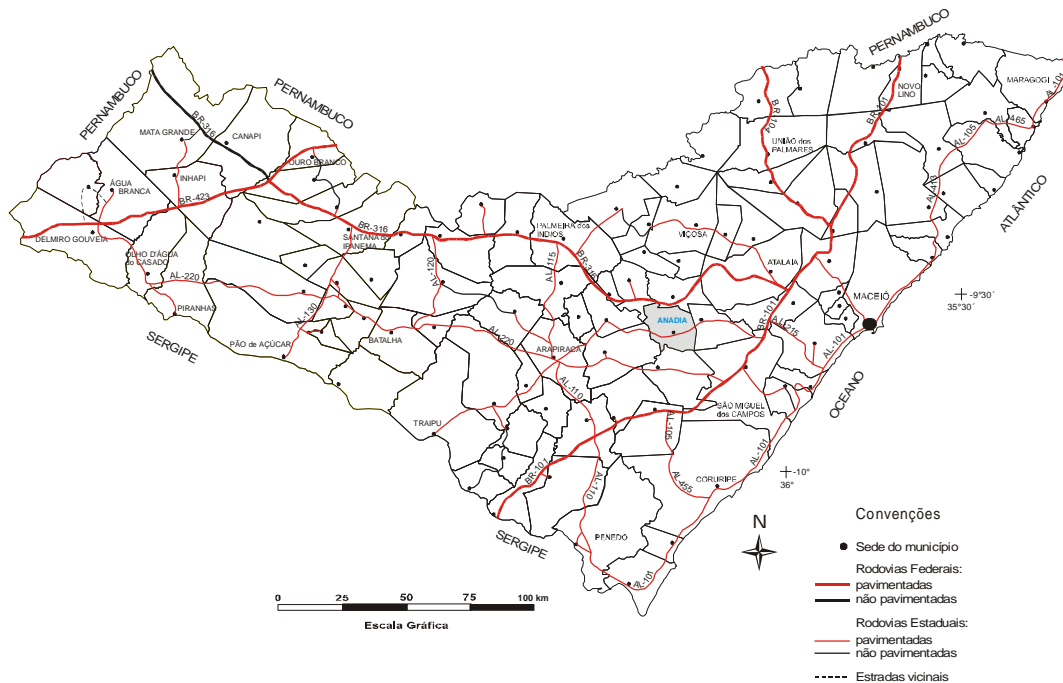 PERNAMBUCO
MARAGOGI
AL-101
NOVO
LINO
BR-101
BR-104
AL-465
AL-105
UNIÃO dos
PALMARES
AL-413
ATLÂNTICO
PERNAMBUCO
PERNAMBUCO
BR-316
MATA GRANDE
CANAPI
OURO BRANCO
INHAPI
ÁGUA
BRANCA
BR-423
DELMIRO GOUVEIA
BR-316
SANTANA do
IPANEMA
PALMEIRA dos
ÍNDIOS
VIÇOSA
OLHO D'ÁGUA
do CASADO
AL-220
AL-120
AL-115
BR-316
ATALAIA
MACEIÓ
-9°30´
35°30´
PIRANHAS
AL-130
ANADIA
BR-101
AL-215
AL-101
SERGIPE
PÃO de AÇÚCAR
BATALHA
AL-220
ARAPIRACA
OCEANO
AL-110
SÃO MIGUEL
dos CAMPOS
TRAIPU
AL-106
AL-101
BR-101
AL-110
AL-455
CORURIPE
-10°
36°
SERGIPE
PENEDO
AL-101
N
0 25 50 75 100 km
Escala Gráfica
Convenções
Sede do município
Rodovias Federais:
pavimentadas
não pavimentadas
Rodovias Estaduais:
pavimentadas
não pavimentadas
Estradas vicinais